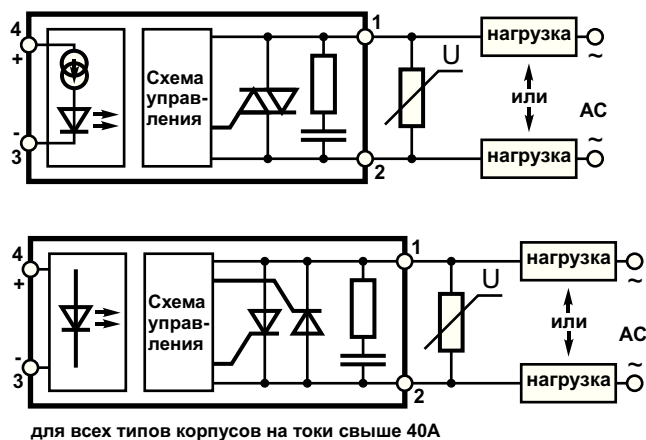 4
+
-
3
Схема
управ-
ления
1
2
U
нагрузка
~
или
AC
нагрузка
~
4
+
-
3
Схема
управ-
ления
1
2
U
нагрузка
~
или
AC
нагрузка
~
для всех типов корпусов на токи свыше 40А